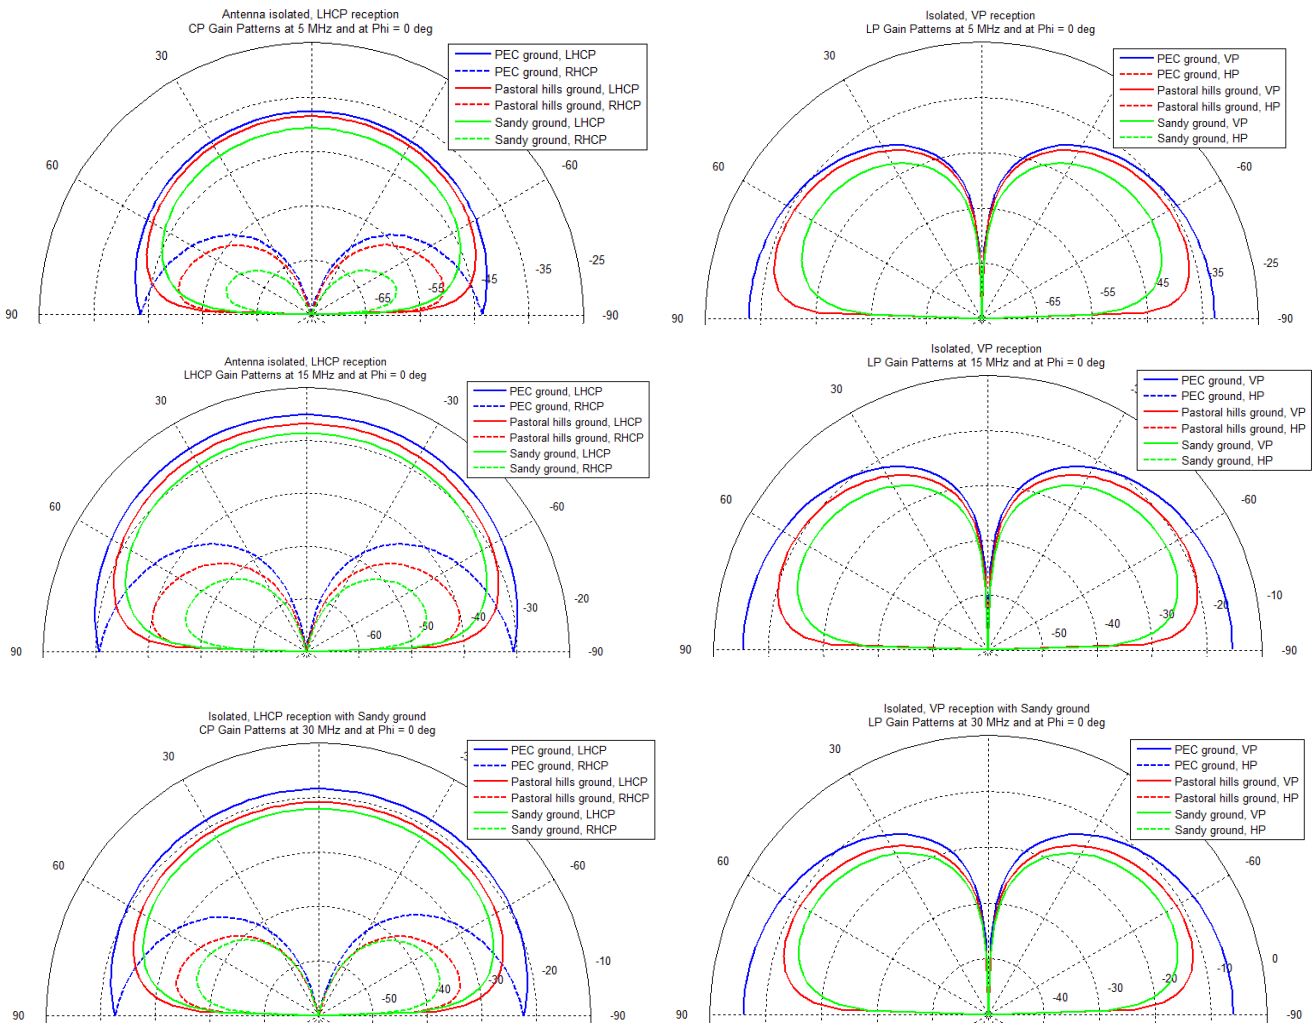 Antenna isolated, LHCP reception
CP Gain Patterns at 5 MHz and at Phi = 0 deg
PEC ground, LHCP
PEC ground, RHCP
Pastoral hills ground, LHCP
Pastoral hills ground, RHCP
Sandy ground, LHCP
Sandy ground, RHCP
30
60
-60
-25
-35
-45
-55
-65
90
-90
Isolated, VP reception
LP Gain Patterns at 5 MHz and at Phi = 0 deg
PEC ground, VP
PEC ground, HP
Pastoral hills ground, VP
Pastoral hills ground, HP
Sandy ground, VP
Sandy ground, HP
30
60
-60
-25
-35
-45
-55
-65
90
-90
Antenna isolated, LHCP reception
LHCP Gain Patterns at 15 MHz and at Phi = 0 deg
PEC ground, LHCP
PEC ground, RHCP
Pastoral hills ground, LHCP
Pastoral hills ground, RHCP
Sandy ground, LHCP
Sandy ground, RHCP
30
-30
60
-60
-20
-30
-40
-50
-60
90
-90
Isolated, VP reception
LP Gain Patterns at 15 MHz and at Phi = 0 deg
PEC ground, VP
PEC ground, HP
Pastoral hills ground, VP
Pastoral hills ground, HP
Sandy ground, VP
Sandy ground, HP
30
60
-60
-10
-20
-30
-40
-50
90
-90
Isolated, LHCP reception with Sandy ground
CP Gain Patterns at 30 MHz and at Phi = 0 deg
PEC ground, LHCP
PEC ground, RHCP
Pastoral hills ground, LHCP
Pastoral hills ground, RHCP
Sandy ground, LHCP
Sandy ground, RHCP
30
60
-60
-10
-20
-30
-40
-50
90
-90
Isolated, VP reception with Sandy ground
LP Gain Patterns at 30 MHz and at Phi = 0 deg
PEC ground, VP
PEC ground, HP
Pastoral hills ground, VP
Pastoral hills ground, HP
Sandy ground, VP
Sandy ground, HP
30
60
-60
0
-10
-20
-30
-40
90
-90